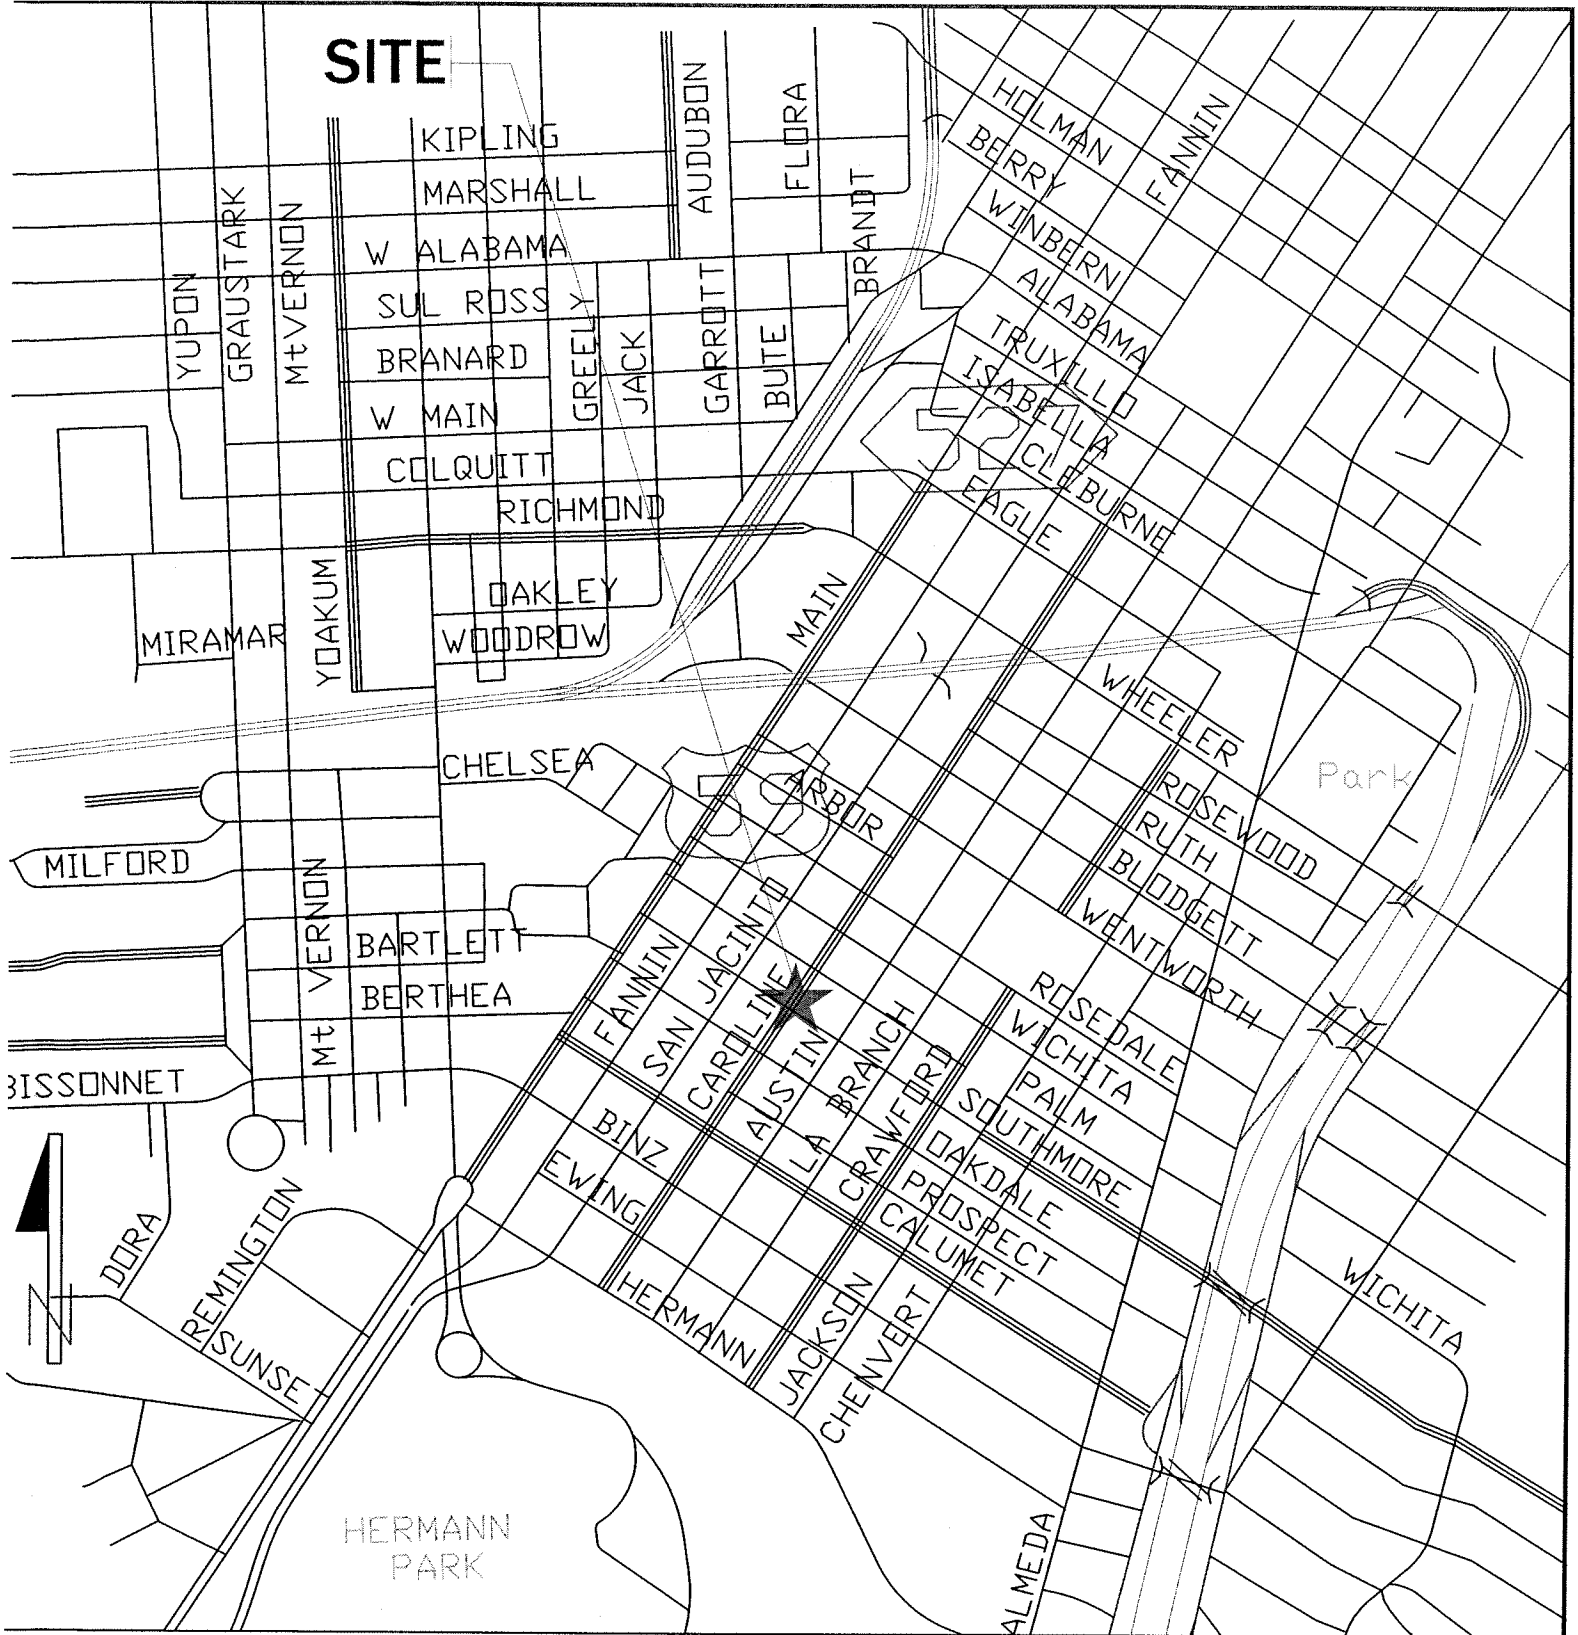 SITE
KIPLING
MARSHALL
W ALABAMA
SUL ROSS
BRANARD
W MAIN
COLQUITT
RICHMOND
YUPON
GRAUSTARK
MtVERNON
GREELY
JACK
AUDUBON
GARROTT
FLORA
BUTE
BRANDT
HOLMAN
BERRY
FANNIN
WINBERN
ALABAMA
TRUXILLO
ISABELLA
CLEIBURNE
EAGLE
527
OAKLEY
WOODROW
MIRAMAR
YOAKUM
MAIN
WHEELER
Park
CHELSEA
59
ARBOR
ROSEWOOD
RUTH
BLODGETT
WENTWORTH
MILFORD
Mt VERNON
BARTLETT
BERTHEA
BISSONNET
FANNIN
SAN JACINTO
CAROLINE
AUSTIN
LA BRANCH
CRAWFORD
ROSEDALE
WICHITA
PALM
SOUTHMORE
OAKDALE
PROSPECT
CALUMET
BINZ
EWING
HERMANN
JACKSON
CHENVERT
WICHITA
N
DORA
REMINGTON
SUNSET
HERMANN
PARK
ALMEDA